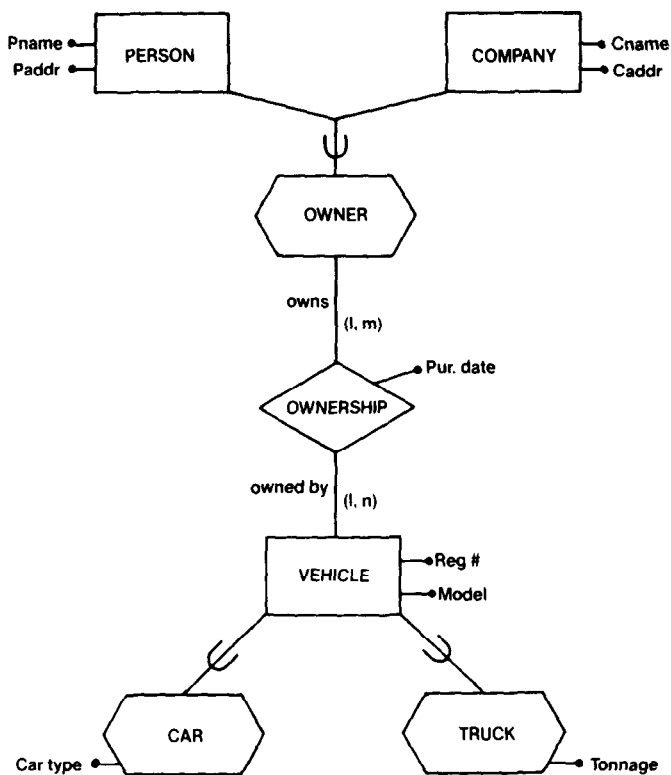 Pname
PERSON
Paddr
COMPANY
Cname
Caddr
OWNER
owns
(l, m)
Pur. date
OWNERSHIP
owned by
(l, n)
VEHICLE
Reg #
Model
CAR
Car type
TRUCK
Tonnage